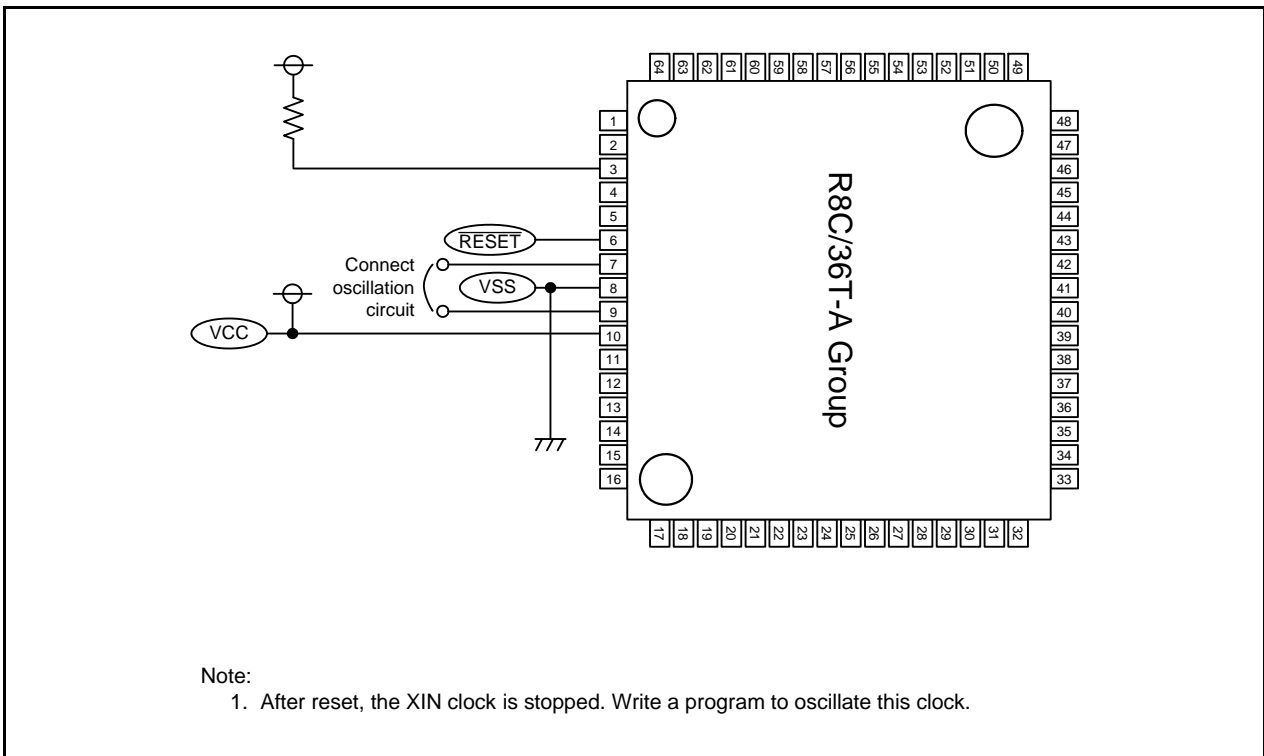 64 63 62 61 60 59 58 57 56 55 54 53 52 51 50 49
1
2
3
4
5
6
7
8
9
10
11
12
13
14
15
16
RESET
Connect
oscillation
circuit
VSS
VCC
R8C/36T-A Group
48
47
46
45
44
43
42
41
40
39
38
37
36
35
34
33
17 18 19 20 21 22 23 24 25 26 27 28 29 30 31 32
Note:
1. After reset, the XIN clock is stopped. Write a program to oscillate this clock.